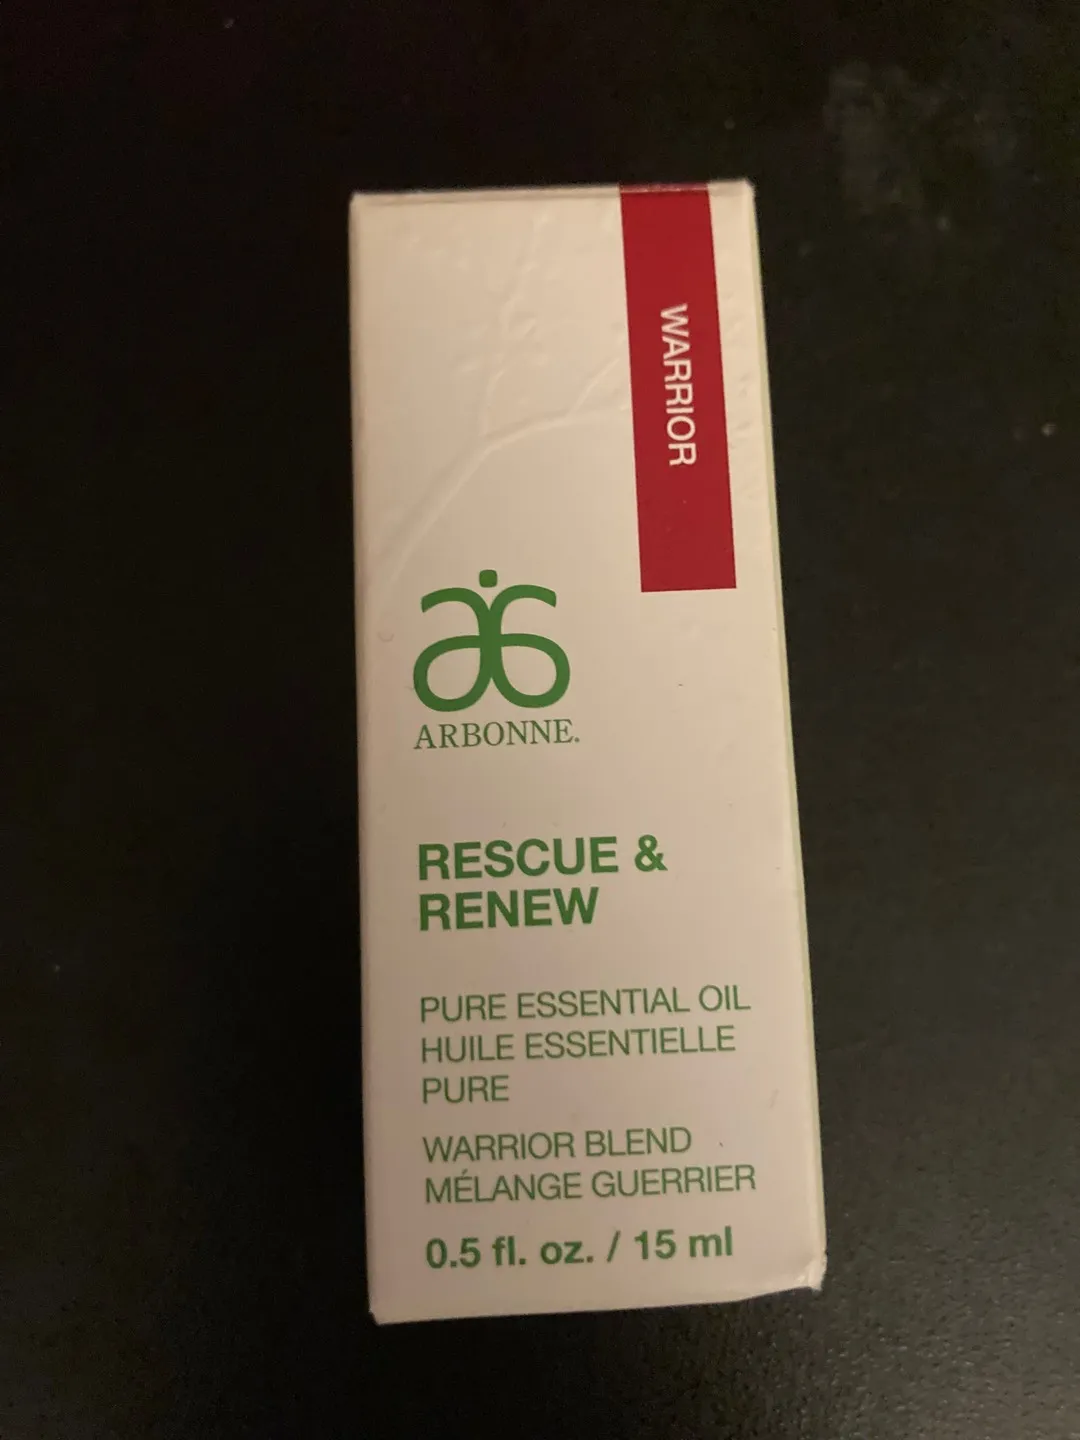 WARRIOR
ARBONNE.
RESCUE &
RENEW
PURE ESSENTIAL OIL
HUILE ESSENTIELLE
PURE
WARRIOR BLEND
MÉLANGE GUERRIER
0.5 fl. oz. / 15 ml